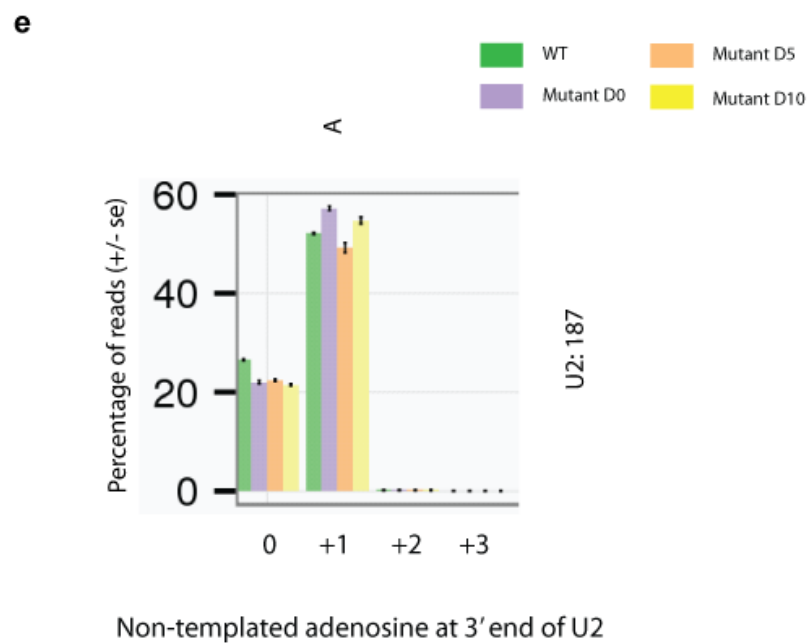 e
WT
Mutant D5
Mutant D0
Mutant D10
A
60
40
20
0
Percentage of reads (+/- se)
U2: 187
0 +1 +2 +3
Non-templated adenosine at 3’ end of U2